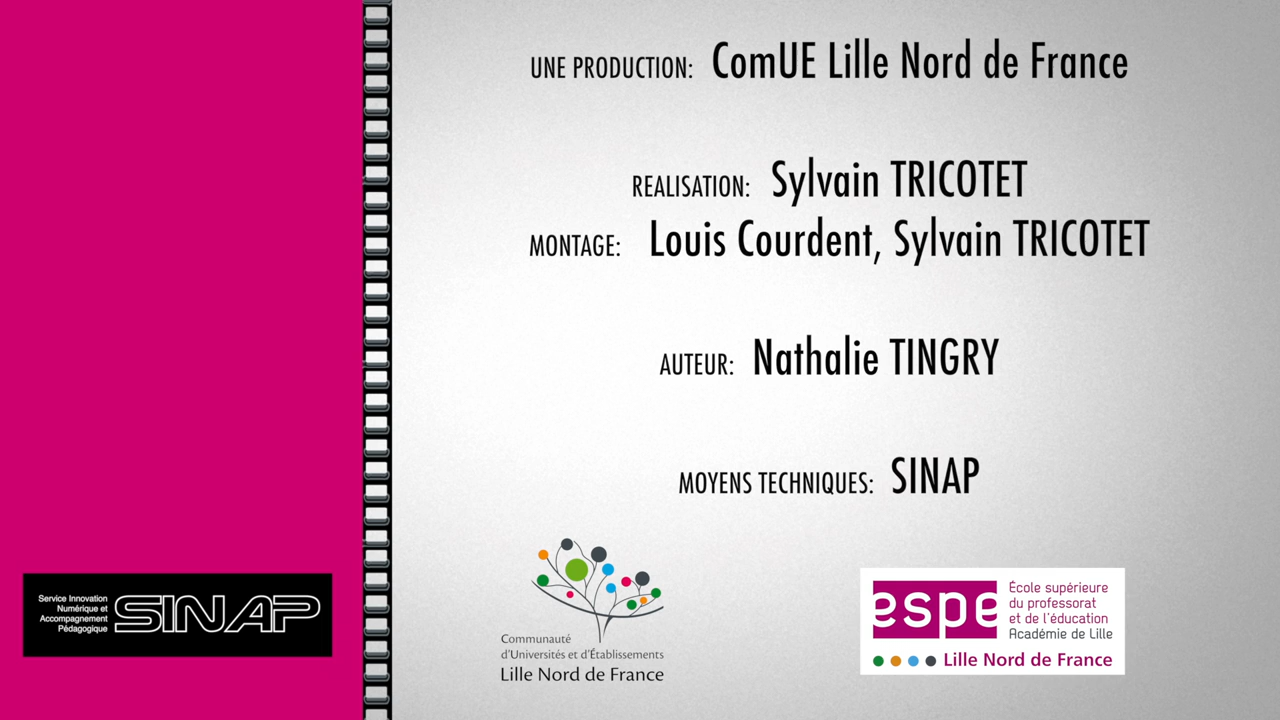 UNE PRODUCTION: ComUE Lille Nord de France
REALISATION: Sylvain TRICOTET
MONTAGE: Louis Courdent, Sylvain TRICOTET
AUTEUR: Nathalie TINGRY
MOYENS TECHNIQUES: SINAP
Service Innovation
Numérique et
Accompagnement
Pédagogique
SINAP
Communauté
d'Universités et d'Établissements
Lille Nord de France
espe
École supérieure
du professorat
et de l'éducation
Académie de Lille
Lille Nord de France